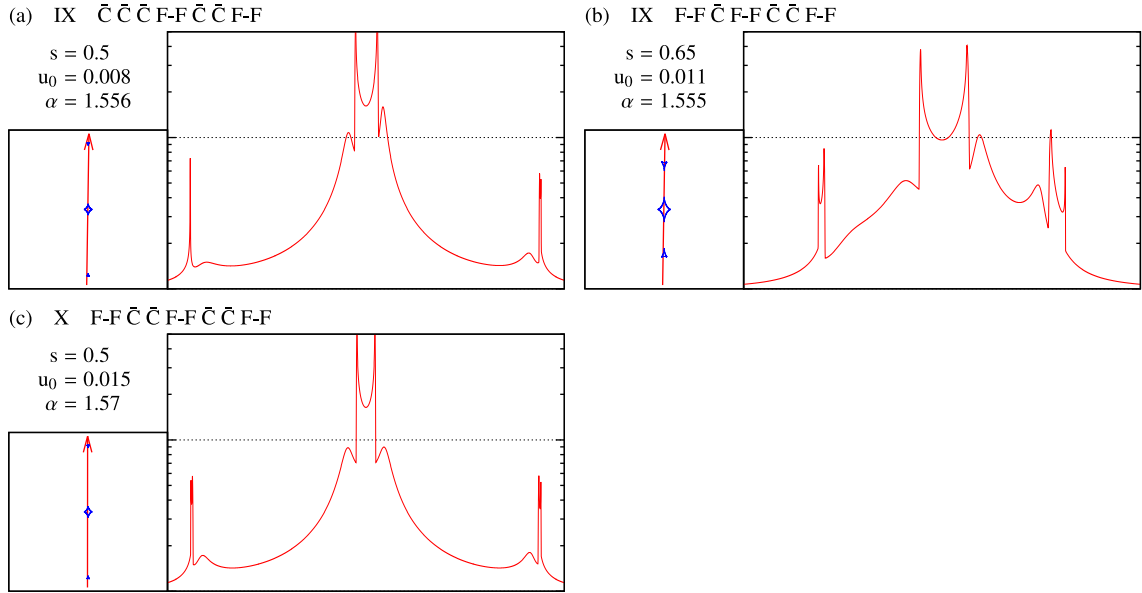 (a) IX C̄ C̄ C̄ F-F C̄ C̄ F-F
s = 0.5
u₀ = 0.008
α = 1.556
(b) IX F-F C̄ F-F C̄ C̄ F-F
s = 0.65
u₀ = 0.011
α = 1.555
(c) X F-F C̄ C̄ F-F C̄ C̄ F-F
s = 0.5
u₀ = 0.015
α = 1.57